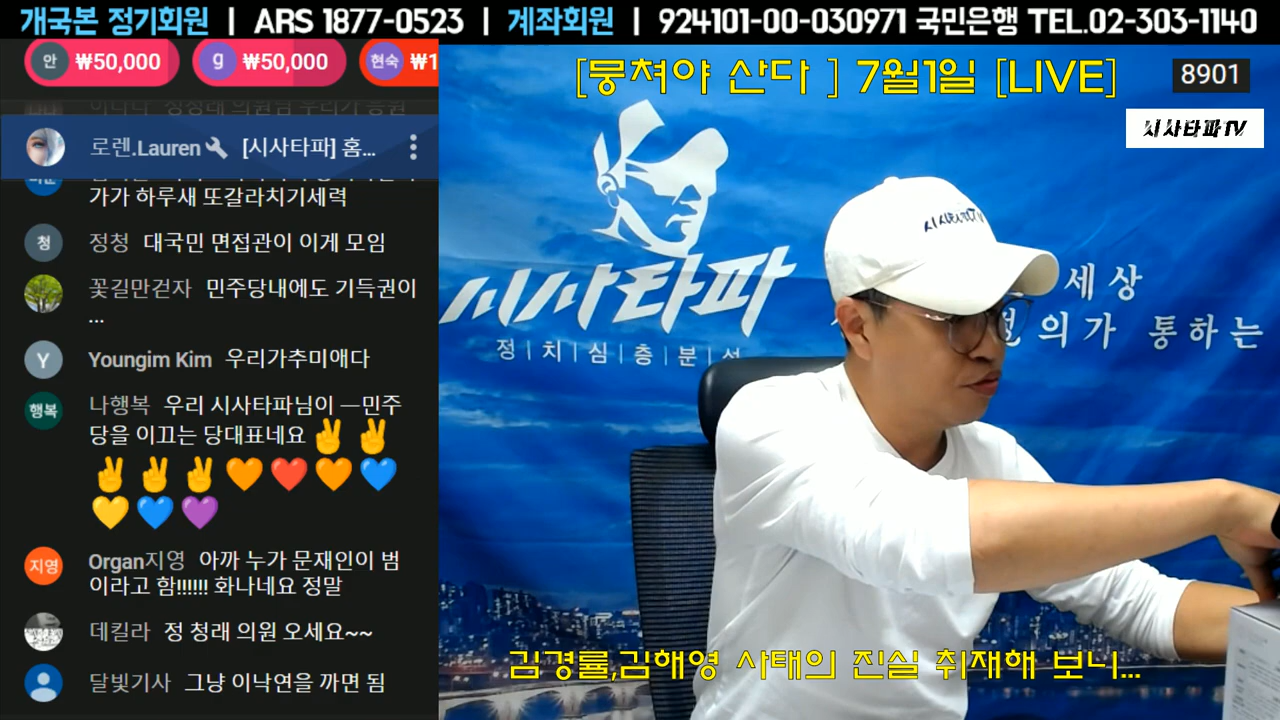 개국본 정기회원 | ARS 1877-0523 | 계좌회원 | 924101-00-030971 국민은행 TEL.02-303-1140
안 ₩50,000 g ₩50,000 현숙 ₩1
로렌.Lauren [시사타파] 홈...
가가 하루새 또갈라치기세력
청 정청 대국민 면접관이 이게 모임
꽃길만걷자 민주당내에도 기득권이
...
Y Youngim Kim 우리가추미애다
행복 나행복 우리 시사타파님이 ㅡ민주
당을 이끄는 당대표네요 ✌️ ✌️
✌️ ✌️ ✌️ 🧡 ❤️ 🧡 💙
💛 💙 💜
지영 Organ지영 아까 누가 문재인이 범
이라고 함!!!!!! 화나네요 정말
데킬라 정 청래 의원 오세요~~
달빛기사 그냥 이낙연을 까면 됨
[뭉쳐야 산다 ] 7월1일 [LIVE]
8901
시사타파TV
시사타파TV
시사타파
정|치|심|층|분|석
세상
의가 통하는
김경률,김해영 사태의 진실 취재해 보니...